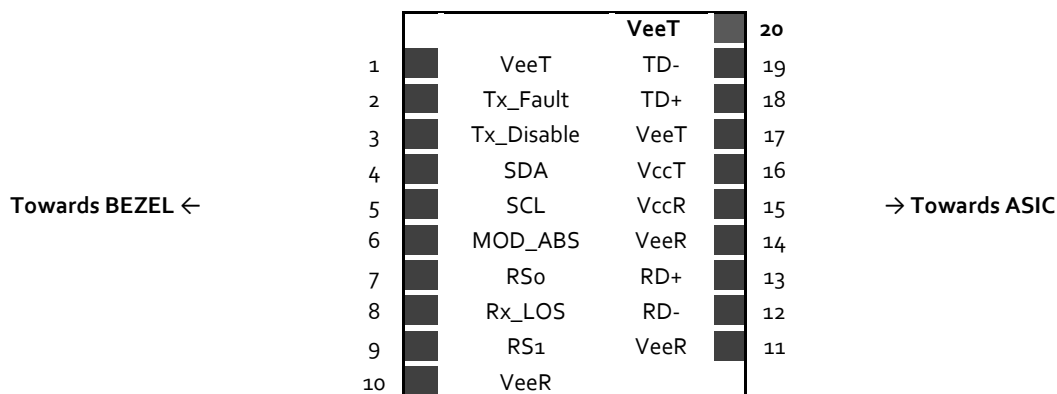 VeeT 20
1 VeeT TD- 19
2 Tx_Fault TD+ 18
3 Tx_Disable VeeT 17
4 SDA VccT 16
Towards BEZEL ← 5 SCL VccR 15 → Towards ASIC
6 MOD_ABS VeeR 14
7 RS0 RD+ 13
8 Rx_LOS RD- 12
9 RS1 VeeR 11
10 VeeR